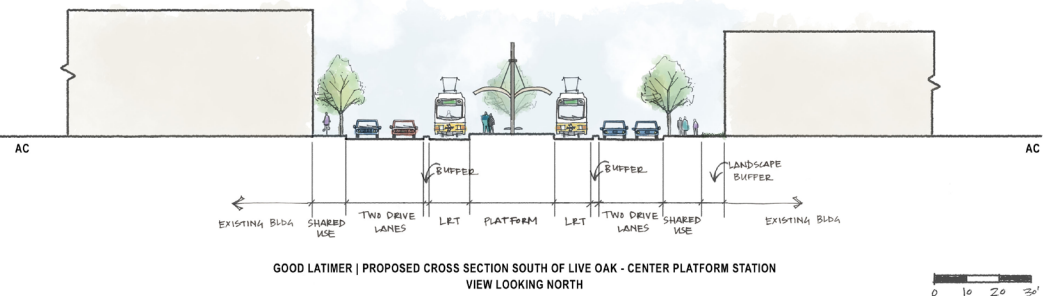 AC
AC
BUFFER
BUFFER
LANDSCAPE
BUFFER
EXISTING BLDG
SHARED
USE
TWO DRIVE
LANES
LRT
PLATFORM
LRT
TWO DRIVE
LANES
SHARED
USE
EXISTING BLDG
GOOD LATIMER | PROPOSED CROSS SECTION SOUTH OF LIVE OAK - CENTER PLATFORM STATION
VIEW LOOKING NORTH
0 10 20 30'